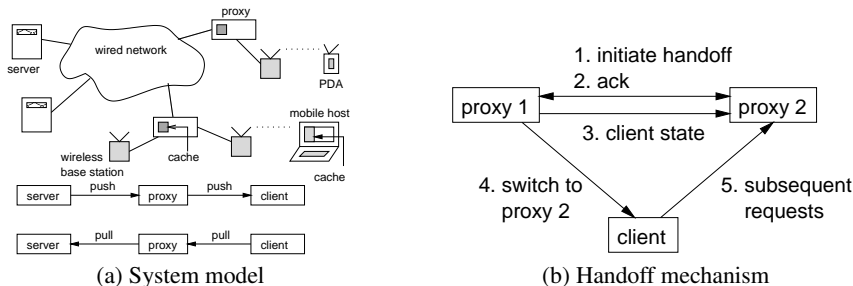 proxy
wired network
server
PDA
mobile host
wireless
base station
cache
cache
push
push
server
proxy
client
pull
pull
server
proxy
client
(a) System model
1. initiate handoff
2. ack
proxy 1
proxy 2
3. client state
4. switch to
proxy 2
5. subsequent
requests
client
(b) Handoff mechanism